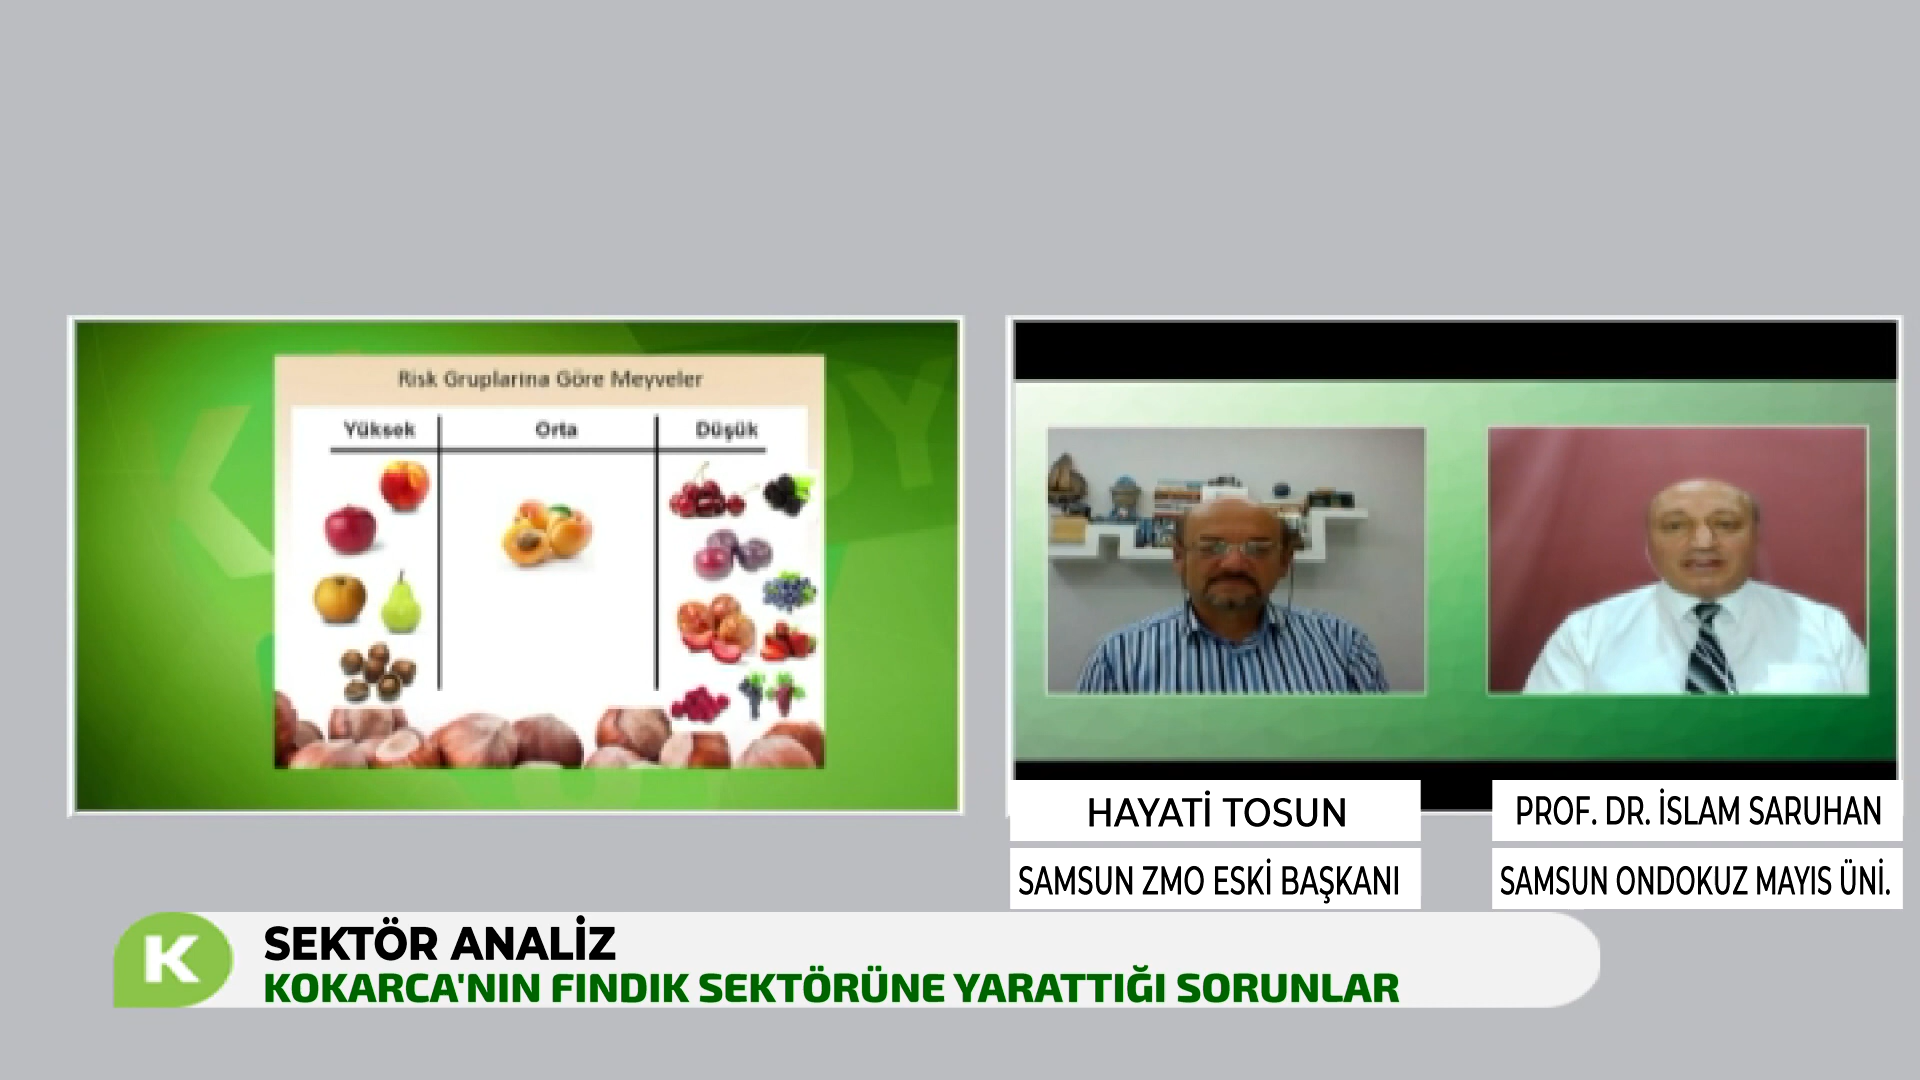 Risk Gruplarına Göre Meyveler
Yüksek
Orta
Düşük
HAYATİ TOSUN
SAMSUN ZMO ESKİ BAŞKANI
PROF. DR. İSLAM SARUHAN
SAMSUN ONDOKUZ MAYIS ÜNİ.
K
SEKTÖR ANALİZ
KOKARCA'NIN FINDIK SEKTÖRÜNE YARATTIĞI SORUNLAR